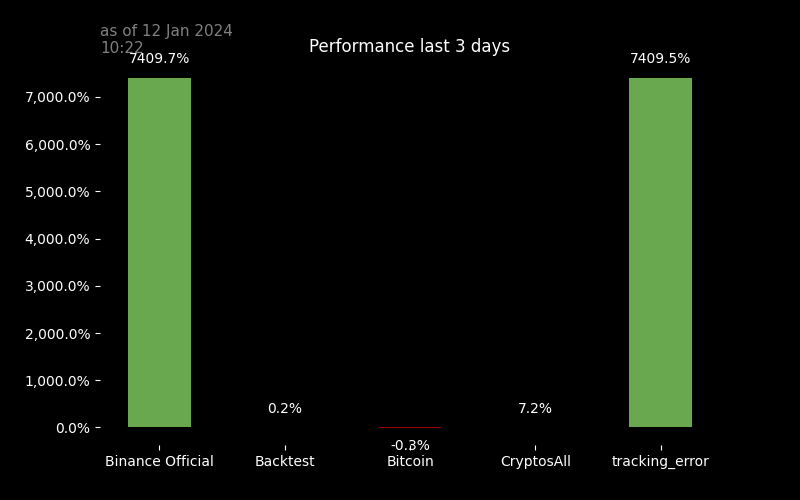 as of 12 Jan 2024
10:22
Performance last 3 days
7409.7%
7409.5%
7,000.0%
6,000.0%
5,000.0%
4,000.0%
3,000.0%
2,000.0%
1,000.0%
0.2%
7.2%
0.0%
-0.3%
Binance Official
Backtest
Bitcoin
CryptosAll
tracking_error